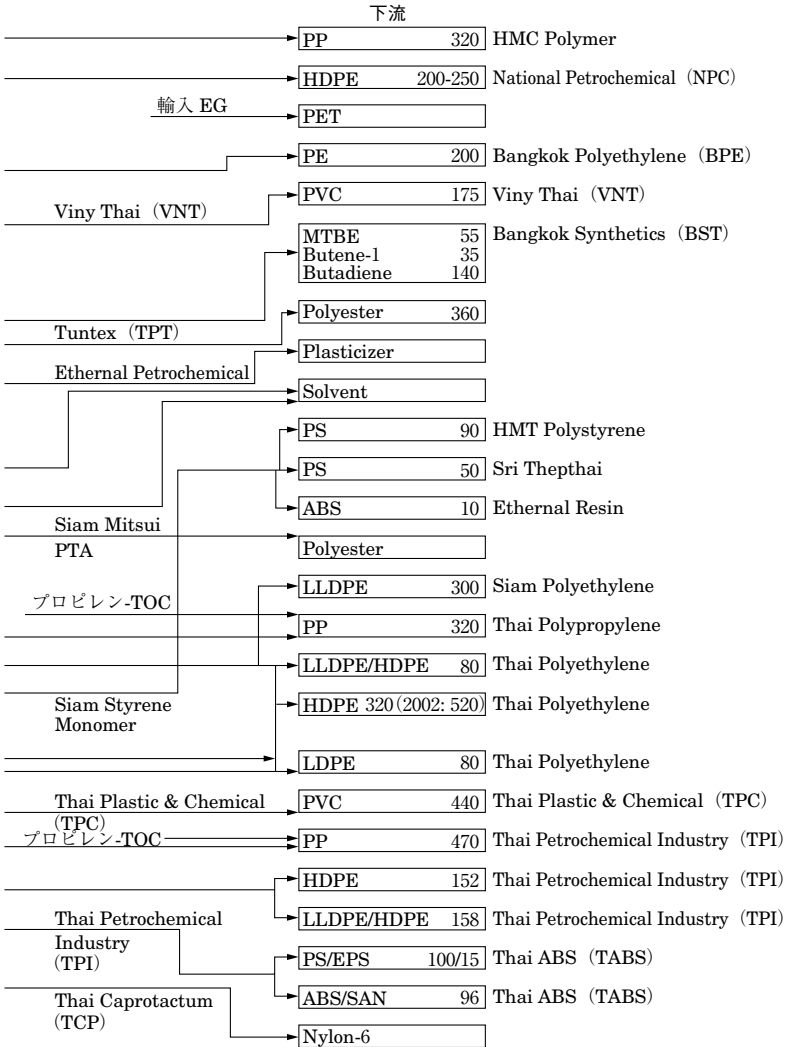 下流
PP 320 HMC Polymer
HDPE 200-250 National Petrochemical（NPC）
輸入 EG
PET
PE 200 Bangkok Polyethylene（BPE）
PVC 175 Viny Thai（VNT）
Viny Thai（VNT）
MTBE 55 Bangkok Synthetics（BST）
Butene-1 35
Butadiene 140
Polyester 360
Tuntex（TPT）
Plasticizer
Ethernal Petrochemical
Solvent
PS 90 HMT Polystyrene
PS 50 Sri Thepthai
ABS 10 Ethernal Resin
Siam Mitsui
PTA
Polyester
LLDPE 300 Siam Polyethylene
プロピレン-TOC
PP 320 Thai Polypropylene
LLDPE/HDPE 80 Thai Polyethylene
HDPE 320（2002: 520） Thai Polyethylene
Siam Styrene
Monomer
LDPE 80 Thai Polyethylene
Thai Plastic & Chemical
(TPC)
PVC 440 Thai Plastic & Chemical（TPC）
プロピレン-TOC
PP 470 Thai Petrochemical Industry（TPI）
HDPE 152 Thai Petrochemical Industry（TPI）
LLDPE/HDPE 158 Thai Petrochemical Industry（TPI）
Thai Petrochemical
Industry
(TPI)
PS/EPS 100/15 Thai ABS（TABS）
ABS/SAN 96 Thai ABS（TABS）
Thai Caprotactum
(TCP)
Nylon-6